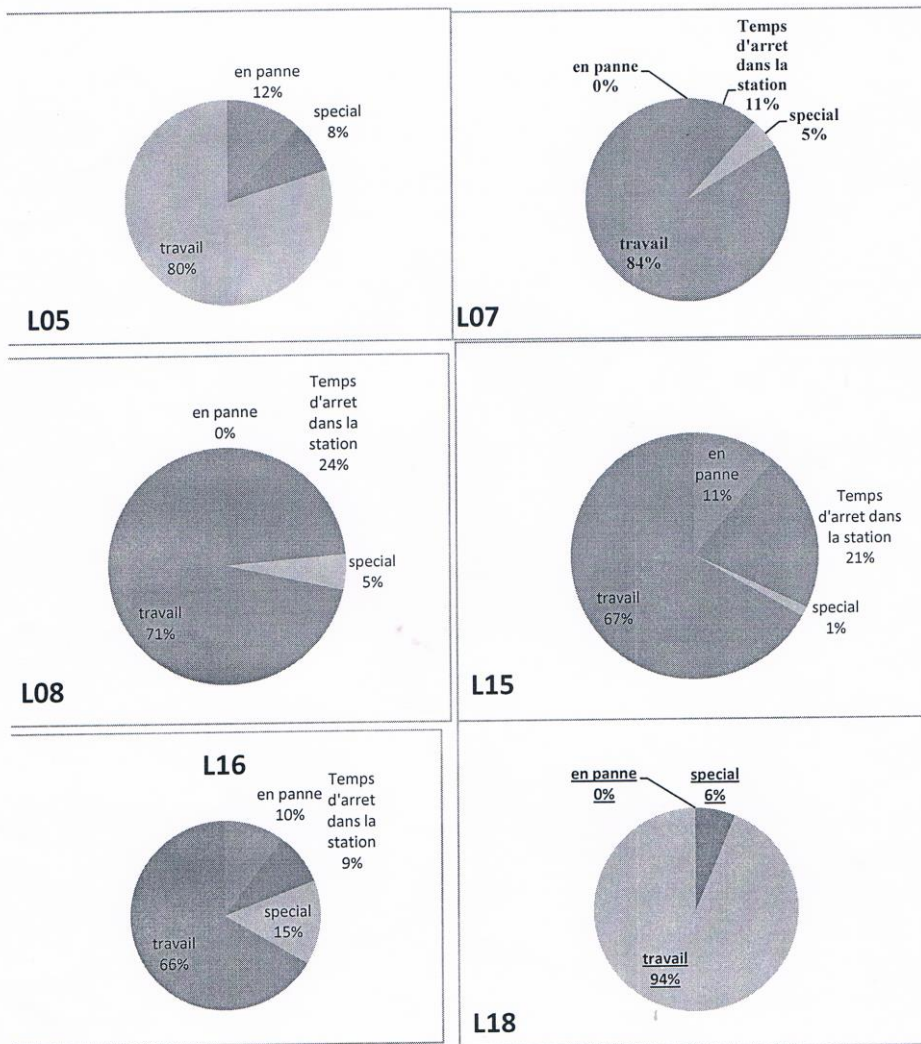 en panne
12%
special
8%
travail
80%
L05
en panne
0%
Temps
d'arret
dans la
station
11%
special
5%
travail
84%
L07
en panne
0%
Temps
d'arret
dans la
station
24%
special
5%
travail
71%
L08
en
panne
11%
Temps
d'arret dans
la station
21%
special
1%
travail
67%
L15
L16
en panne
10%
Temps
d'arret
dans la
station
9%
special
15%
travail
66%
en panne
0%
special
6%
travail
94%
L18